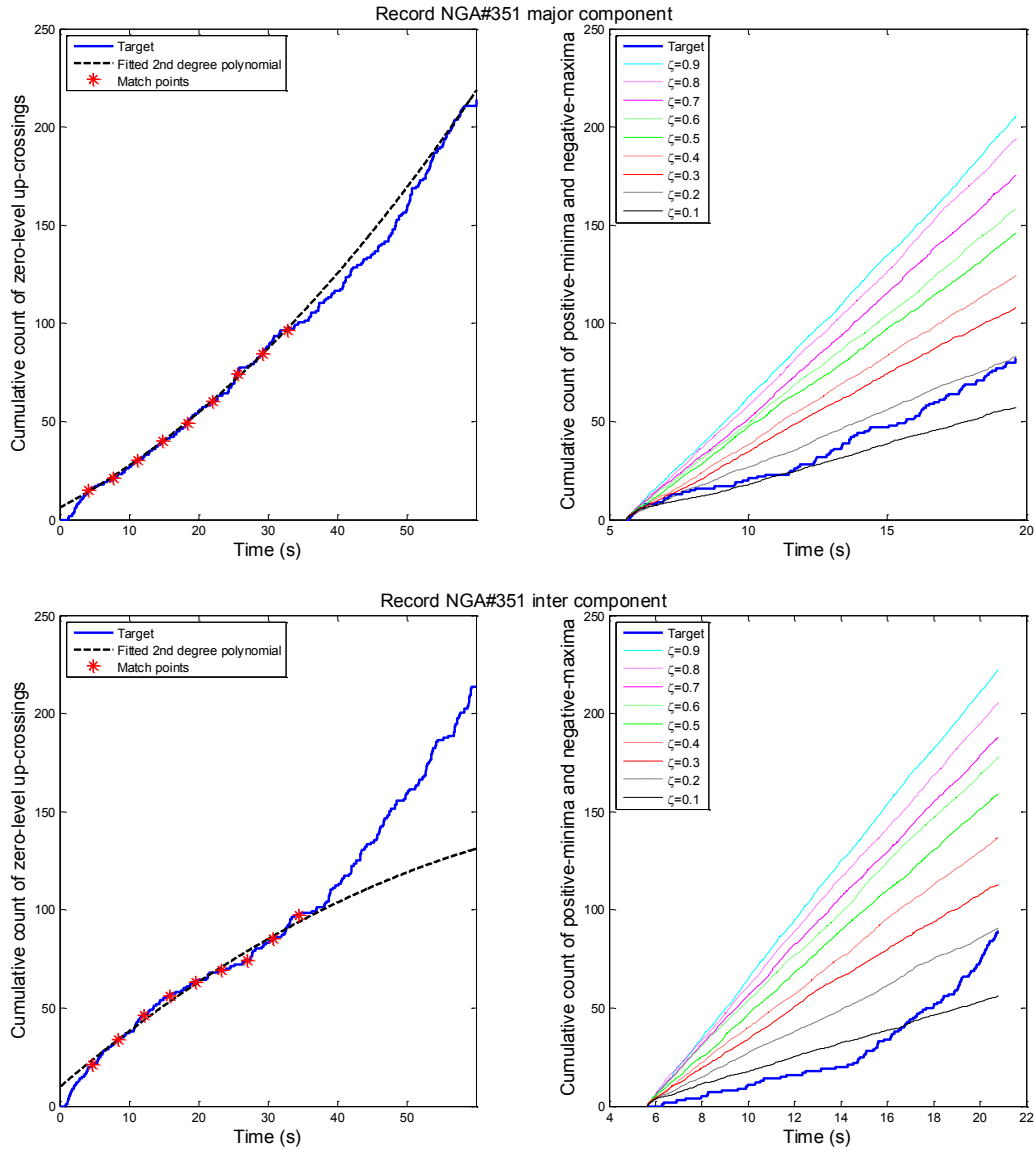 Record NGA#351 major component
Cumulative count of zero-level up-crossings
250
200
150
100
50
0
Target
Fitted 2nd degree polynomial
Match points
0 10 20 30 40 50
Time (s)
Cumulative count of positive-minima and negative-maxima
250
200
150
100
50
0
Target
ζ=0.9
ζ=0.8
ζ=0.7
ζ=0.6
ζ=0.5
ζ=0.4
ζ=0.3
ζ=0.2
ζ=0.1
5 10 15 20
Time (s)
Record NGA#351 inter component
Cumulative count of zero-level up-crossings
250
200
150
100
50
0
Target
Fitted 2nd degree polynomial
Match points
0 10 20 30 40 50
Time (s)
Cumulative count of positive-minima and negative-maxima
250
200
150
100
50
0
Target
ζ=0.9
ζ=0.8
ζ=0.7
ζ=0.6
ζ=0.5
ζ=0.4
ζ=0.3
ζ=0.2
ζ=0.1
4 6 8 10 12 14 16 18 20 22
Time (s)